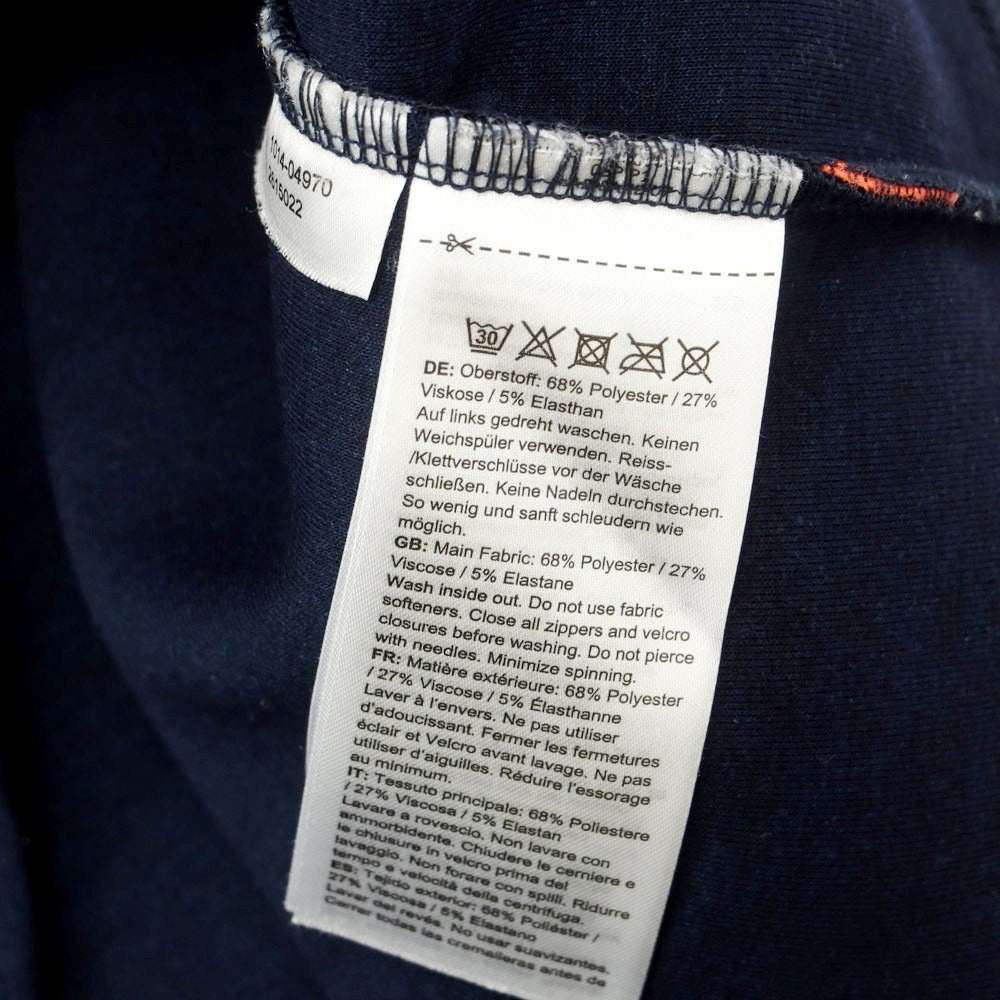 1014-04970
2615022
30
DE: Oberstoff: 68% Polyester / 27%
Viskose / 5% Elasthan
Auf links gedreht waschen. Keinen
Weichspüler verwenden. Reiss-
/Klettverschlüsse vor der Wäsche
schließen. Keine Nadeln durchstechen.
So wenig und sanft schleudern wie
möglich.
GB: Main Fabric: 68% Polyester / 27%
Viscose / 5% Elastane
Wash inside out. Do not use fabric
softeners. Close all zippers and velcro
closures before washing. Do not pierce
with needles. Minimize spinning.
FR: Matière extérieure: 68% Polyester
/ 27% Viscose / 5% Élasthanne
Laver à l'envers. Ne pas utiliser
d'adoucissant. Fermer les fermetures
éclair et Velcro avant lavage. Ne pas
utiliser d'aiguilles. Réduire l'essorage
au minimum.
IT: Tessuto principale: 68% Poliestere
/ 27% Viscosa / 5% Elastan
Lavare a rovescio. Non lavare con
ammorbidente. Chiudere le cerniere e
le chiusure in velcro prima del
lavaggio. Non forare con spilli. Ridurre
tempo e velocità della centrifuga.
ES: Tejido exterior: 68% Poliéster /
27% Viscosa / 5% Elastano
Lavar del revés. No usar suavizantes.
Cerrar todas las cremalleras antes de